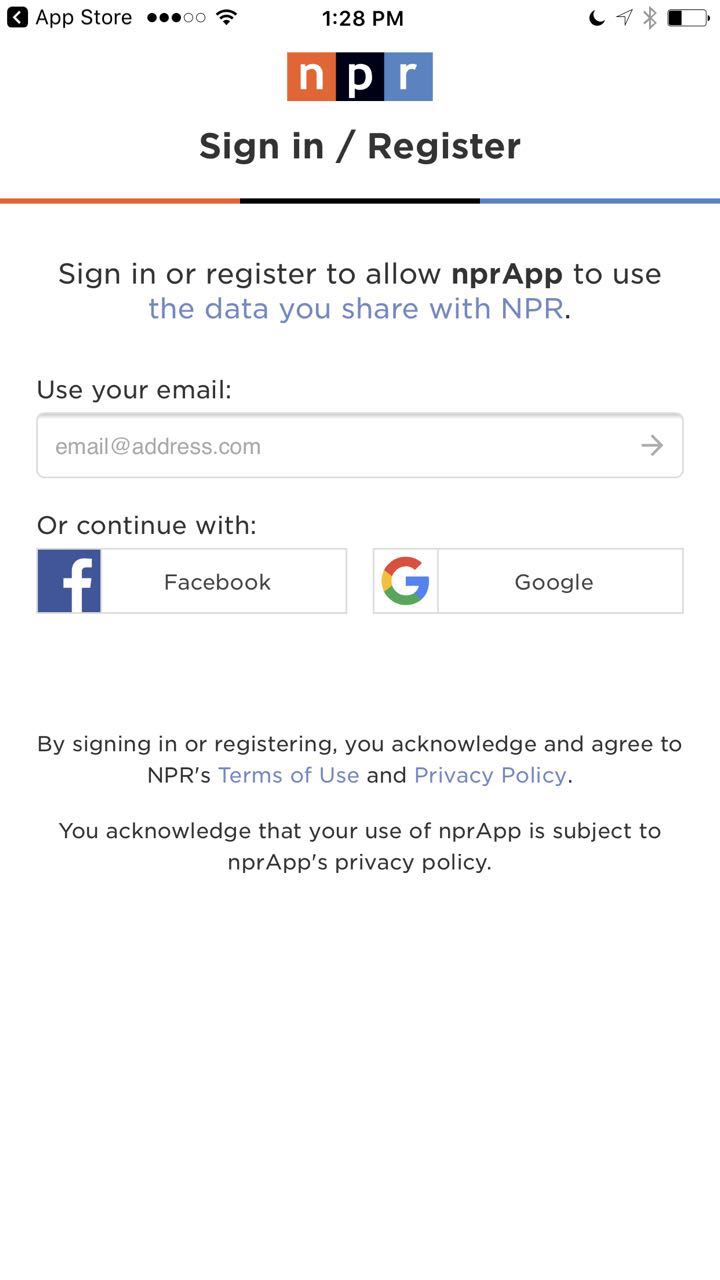 App Store 1:28 PM
npr
Sign in / Register
Sign in or register to allow nprApp to use
the data you share with NPR.
Use your email:
email@address.com
Or continue with:
f Facebook G Google
By signing in or registering, you acknowledge and agree to
NPR's Terms of Use and Privacy Policy.
You acknowledge that your use of nprApp is subject to
nprApp's privacy policy.